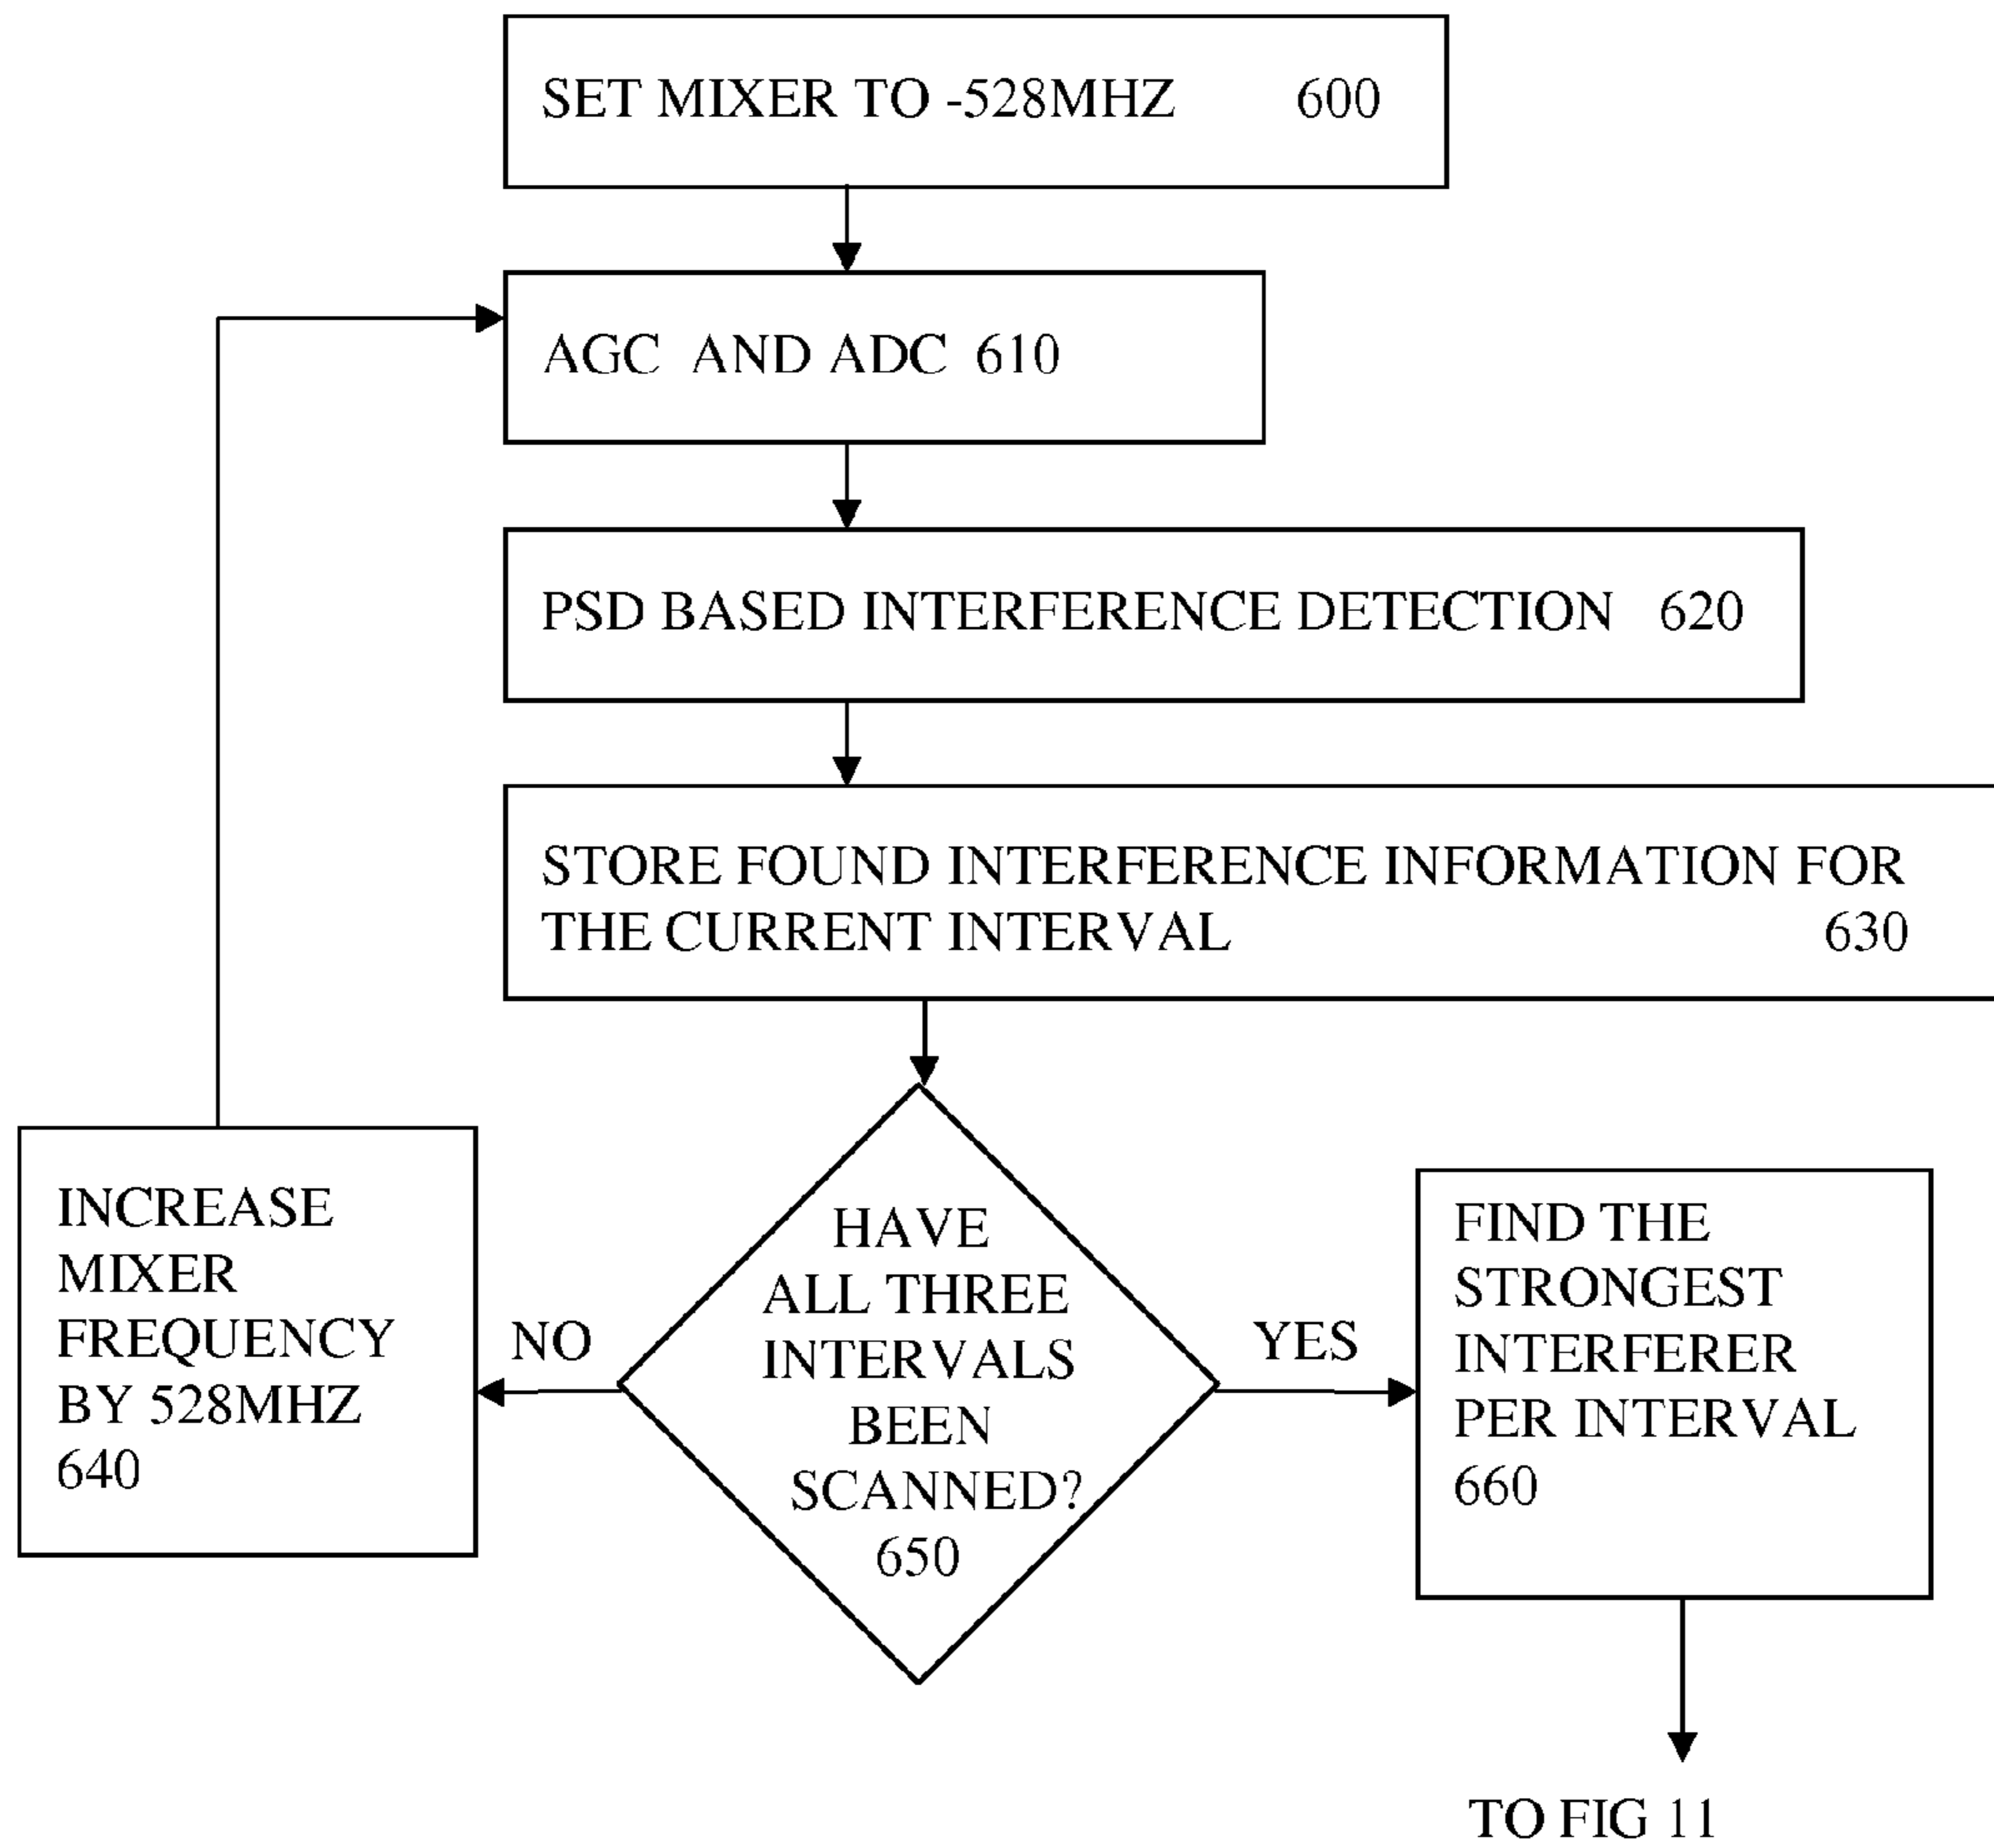 SET MIXER TO -528MHZ 600
AGC AND ADC 610
PSD BASED INTERFERENCE DETECTION 620
STORE FOUND INTERFERENCE INFORMATION FOR
THE CURRENT INTERVAL 630
INCREASE
MIXER
FREQUENCY
BY 528MHZ
640
NO
HAVE
ALL THREE
INTERVALS
BEEN
SCANNED?
650
YES
FIND THE
STRONGEST
INTERFERER
PER INTERVAL
660
TO FIG 11